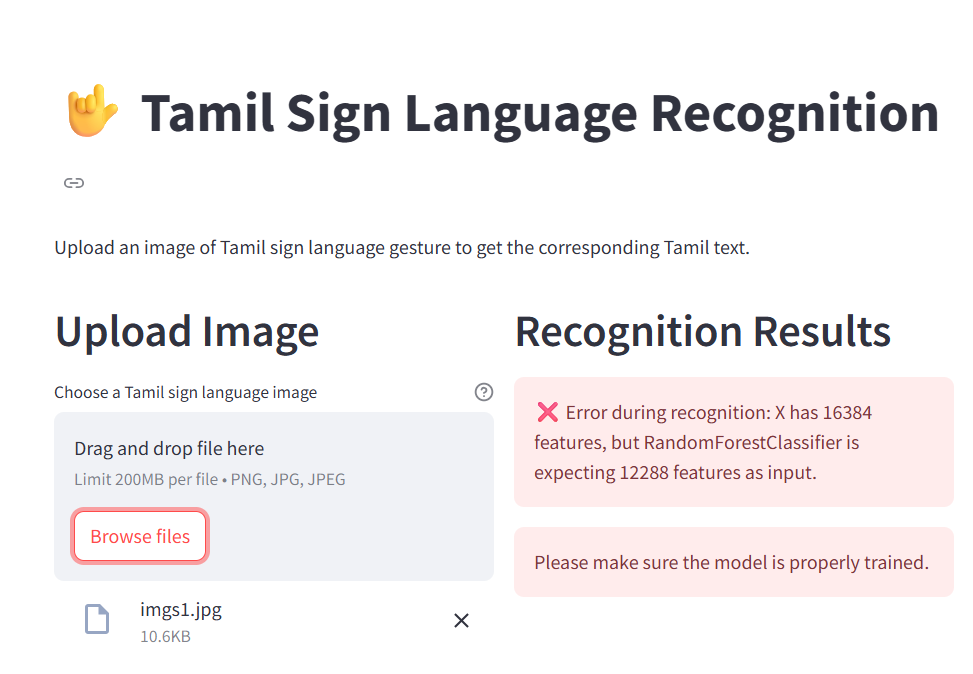 Tamil Sign Language Recognition
Upload an image of Tamil sign language gesture to get the corresponding Tamil text.
Upload Image
Choose a Tamil sign language image
Drag and drop file here
Limit 200MB per file • PNG, JPG, JPEG
Browse files
imgs1.jpg
10.6KB
Recognition Results
❌ Error during recognition: X has 16384
features, but RandomForestClassifier is
expecting 12288 features as input.
Please make sure the model is properly trained.